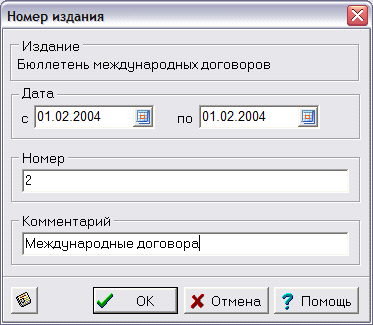 Номер издания
Издание
Бюллетень международных договоров
Дата
с 01.02.2004 по 01.02.2004
Номер
2
Комментарий
Международные договора
OK Отмена ? Помощь